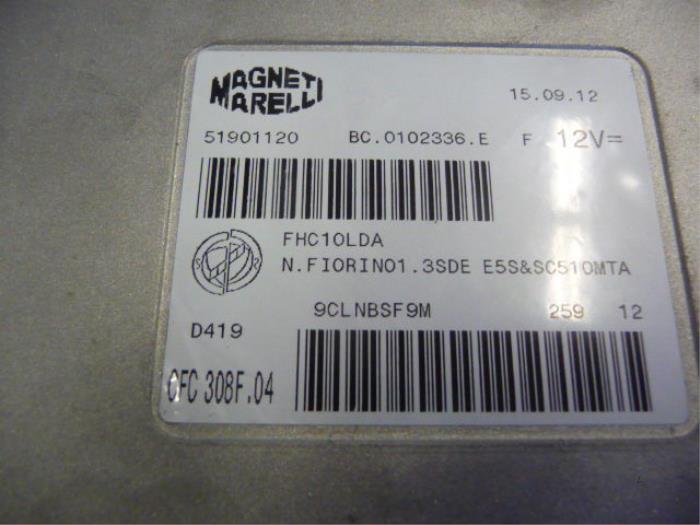 MAGNETI
MARELLI
15.09.12
51901120 BC.0102336.E F 12V=
FHC10LDA
N.FIORINO1.3SDE E5S&SC510MTA
9CLNBSF9M 259 12
D419
CFC 308F.04